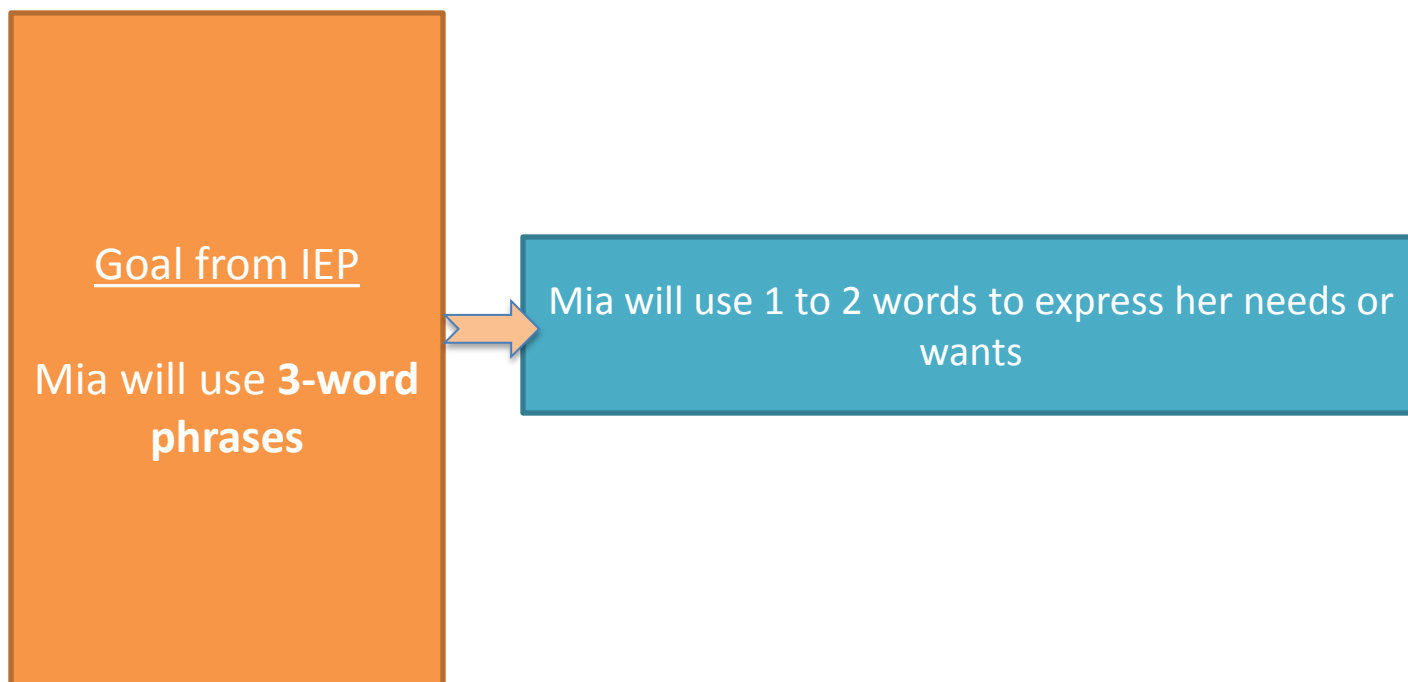 Goal from IEP
Mia will use 3-word
phrases
Mia will use 1 to 2 words to express her needs or
wants